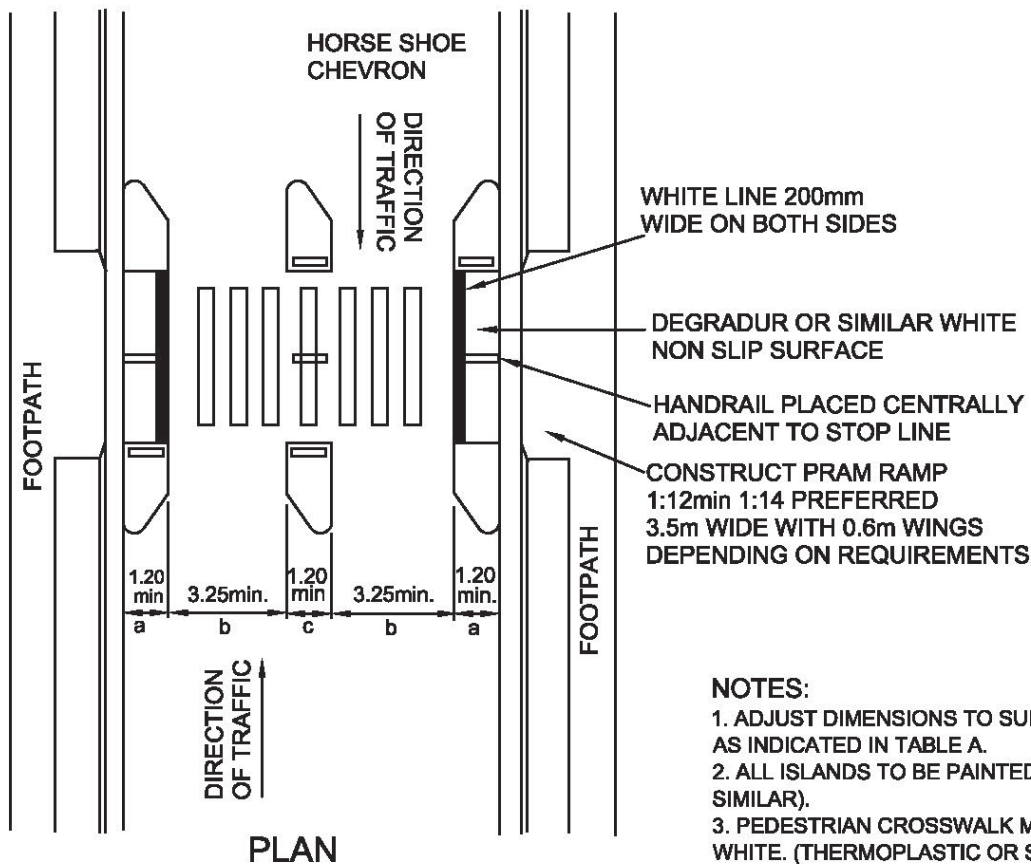 HORSE SHOE
CHEVRON
DIRECTION
OF TRAFFIC
WHITE LINE 200mm
WIDE ON BOTH SIDES
DEGRADUR OR SIMILAR WHITE
NON SLIP SURFACE
HANDRAIL PLACED CENTRALLY
ADJACENT TO STOP LINE
CONSTRUCT PRAM RAMP
1:12min 1:14 PREFERRED
3.5m WIDE WITH 0.6m WINGS
DEPENDING ON REQUIREMENTS
FOOTPATH
FOOTPATH
1.20
min
3.25min.
1.20
min
3.25min.
1.20
min.
a
b
c
b
a
DIRECTION
OF TRAFFIC
PLAN
NOTES:
1. ADJUST DIMENSIONS TO
AS INDICATED IN TABLE A.
2. ALL ISLANDS TO BE PAINTED
SIMILAR).
3. PEDESTRIAN CROSSWALK
WHITE. (THERMOPLASTIC OR